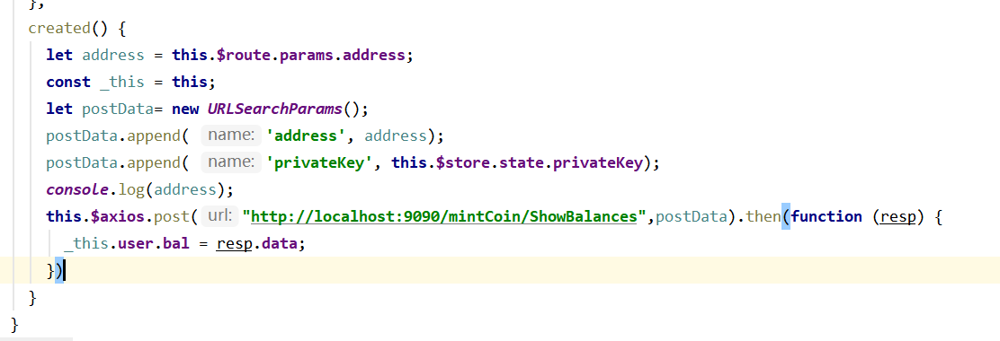 },
created() {
let address = this.$route.params.address;
const _this = this;
let postData= new URLSearchParams();
postData.append( name: 'address', address);
postData.append( name: 'privateKey', this.$store.state.privateKey);
console.log(address);
this.$axios.post( url: "http://localhost:9090/mintCoin/ShowBalances",postData).then(function (resp) {
_this.user.bal = resp.data;
})
}
}